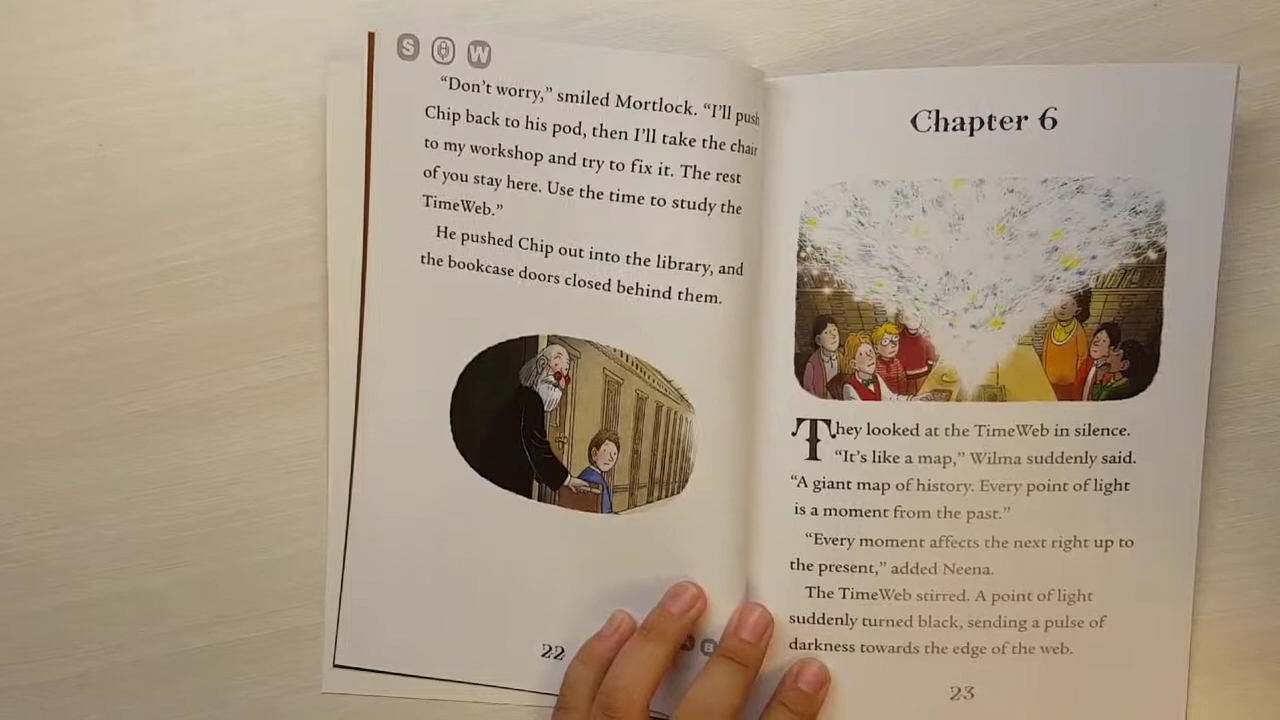 S W
“Don’t worry,” smiled Mortlock. “I’ll push
Chip back to his pod, then I’ll take the chair
to my workshop and try to fix it. The rest
of you stay here. Use the time to study the
TimeWeb.”
He pushed Chip out into the library, and
the bookcase doors closed behind them.
22
B
Chapter 6
They looked at the TimeWeb in silence.
“It’s like a map,” Wilma suddenly said.
“A giant map of history. Every point of light
is a moment from the past.”
“Every moment affects the next right up to
the present,” added Neena.
The TimeWeb stirred. A point of light
suddenly turned black, sending a pulse of
darkness towards the edge of the web.
23